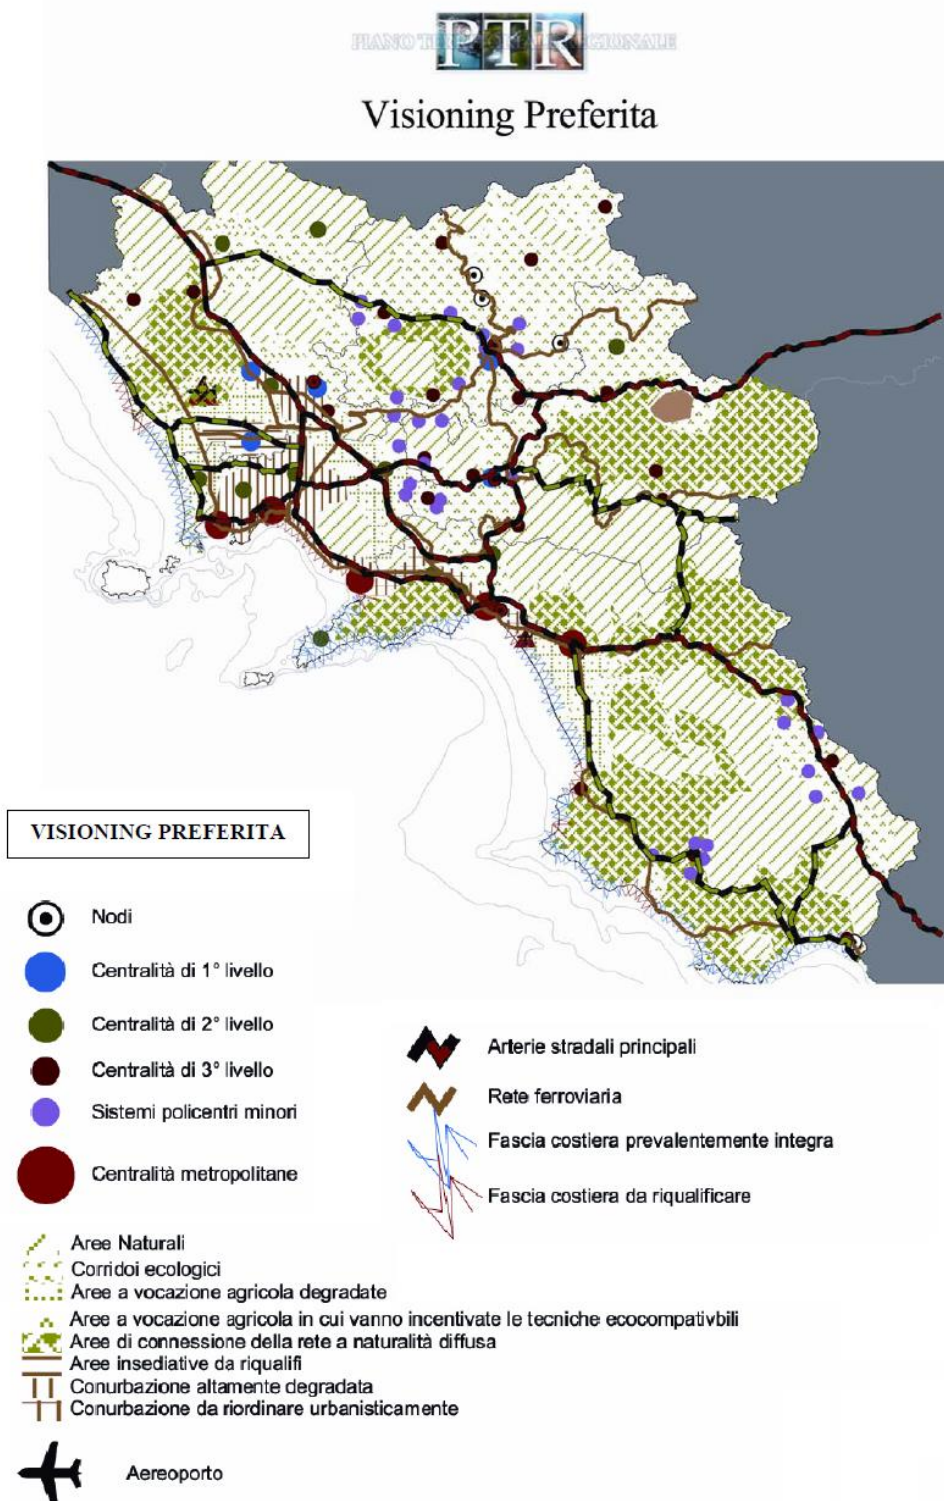 PIANO TERRITORIALE REGIONALE
PTR
Visioning Preferita
VISIONING PREFERITA
Nodi
Centralità di 1° livello
Centralità di 2° livello
Centralità di 3° livello
Sistemi policentri minori
Centralità metropolitane
Arterie stradali principali
Rete ferroviaria
Fascia costiera prevalentemente integra
Fascia costiera da riqualificare
Aree Naturali
Corridoi ecologici
Aree a vocazione agricola degradate
Aree a vocazione agricola in cui vanno incentivate le tecniche ecocompativbili
Aree di connessione della rete a naturalità diffusa
Aree insediative da riqualifi
Conurbazione altamente degradata
Conurbazione da riordinare urbanisticamente
Aereoporto